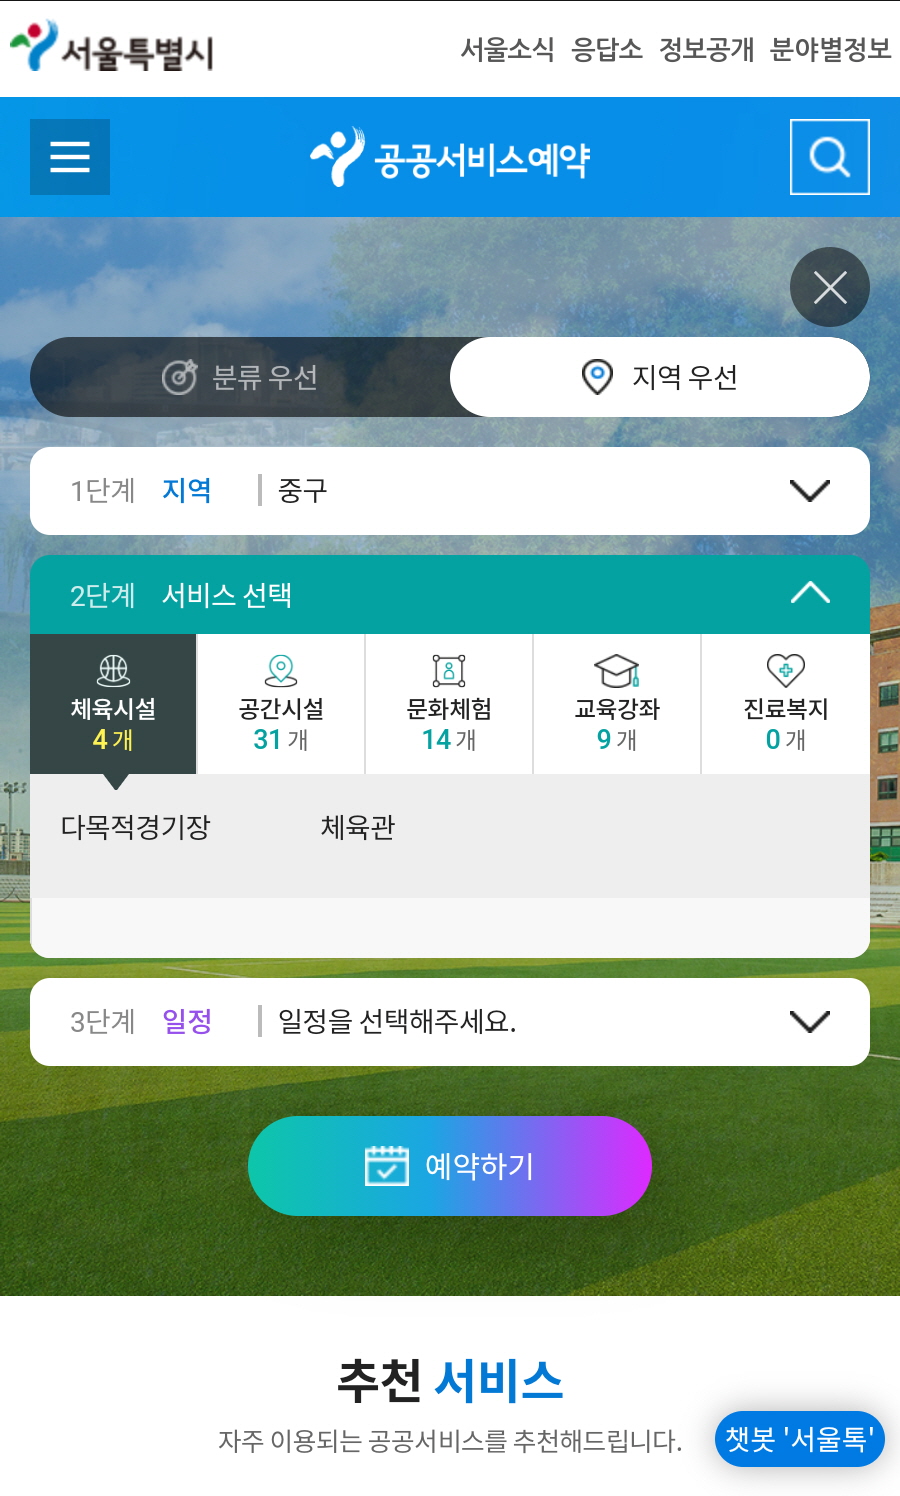 서울특별시
서울소식 응답소 정보공개 분야별정보
공공서비스예약
분류 우선
지역 우선
1단계 지역 중구
2단계 서비스 선택
체육시설 공간시설 문화체험 교육강좌 진료복지
4 개 31 개 14 개 9 개 0 개
다목적경기장 체육관
3단계 일정 일정을 선택해주세요.
예약하기
추천 서비스
자주 이용되는 공공서비스를 추천해드립니다.
챗봇 '서울톡'